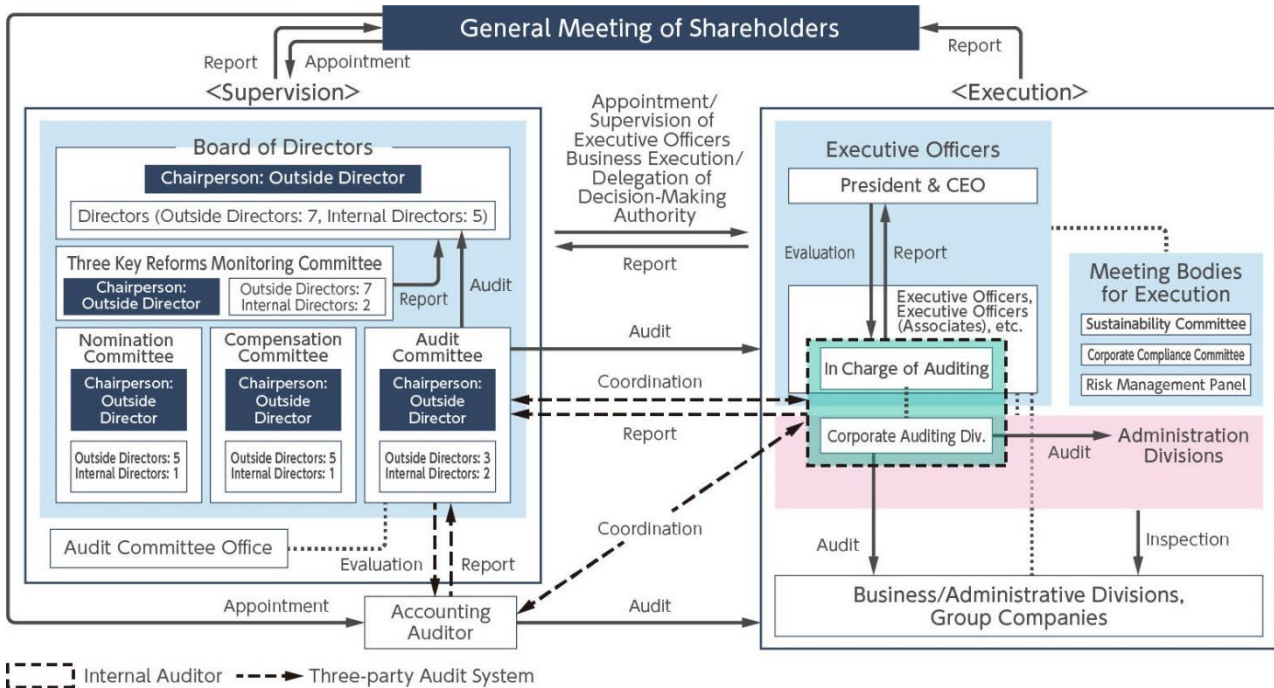 General Meeting of Shareholders
Report
Appointment
Report
<Supervision>
<Execution>
Board of Directors
Chairperson: Outside Director
Directors (Outside Directors: 7, Internal Directors: 5)
Three Key Reforms Monitoring Committee
Chairperson:
Outside Director
Outside Directors: 7
Internal Directors: 2
Report
Audit
Nomination
Committee
Chairperson:
Outside
Director
Outside Directors: 5
Internal Directors: 1
Compensation
Committee
Chairperson:
Outside
Director
Outside Directors: 5
Internal Directors: 1
Audit
Committee
Chairperson:
Outside
Director
Outside Directors: 3
Internal Directors: 2
Audit Committee Office
Evaluation
Report
Appointment
Accounting
Auditor
Appointment/
Supervision of
Executive Officers
Business Execution/
Delegation of
Decision-Making
Authority
Report
Audit
Coordination
Report
Coordination
Audit
Executive Officers
President & CEO
Evaluation
Report
Executive Officers,
Executive Officers
(Associates), etc.
In Charge of Auditing
Corporate Auditing Div.
Audit
Administration
Divisions
Meeting Bodies
for Execution
Sustainability Committee
Corporate Compliance Committee
Risk Management Panel
Audit
Inspection
Business/Administrative Divisions,
Group Companies
Internal Auditor
Three-party Audit System